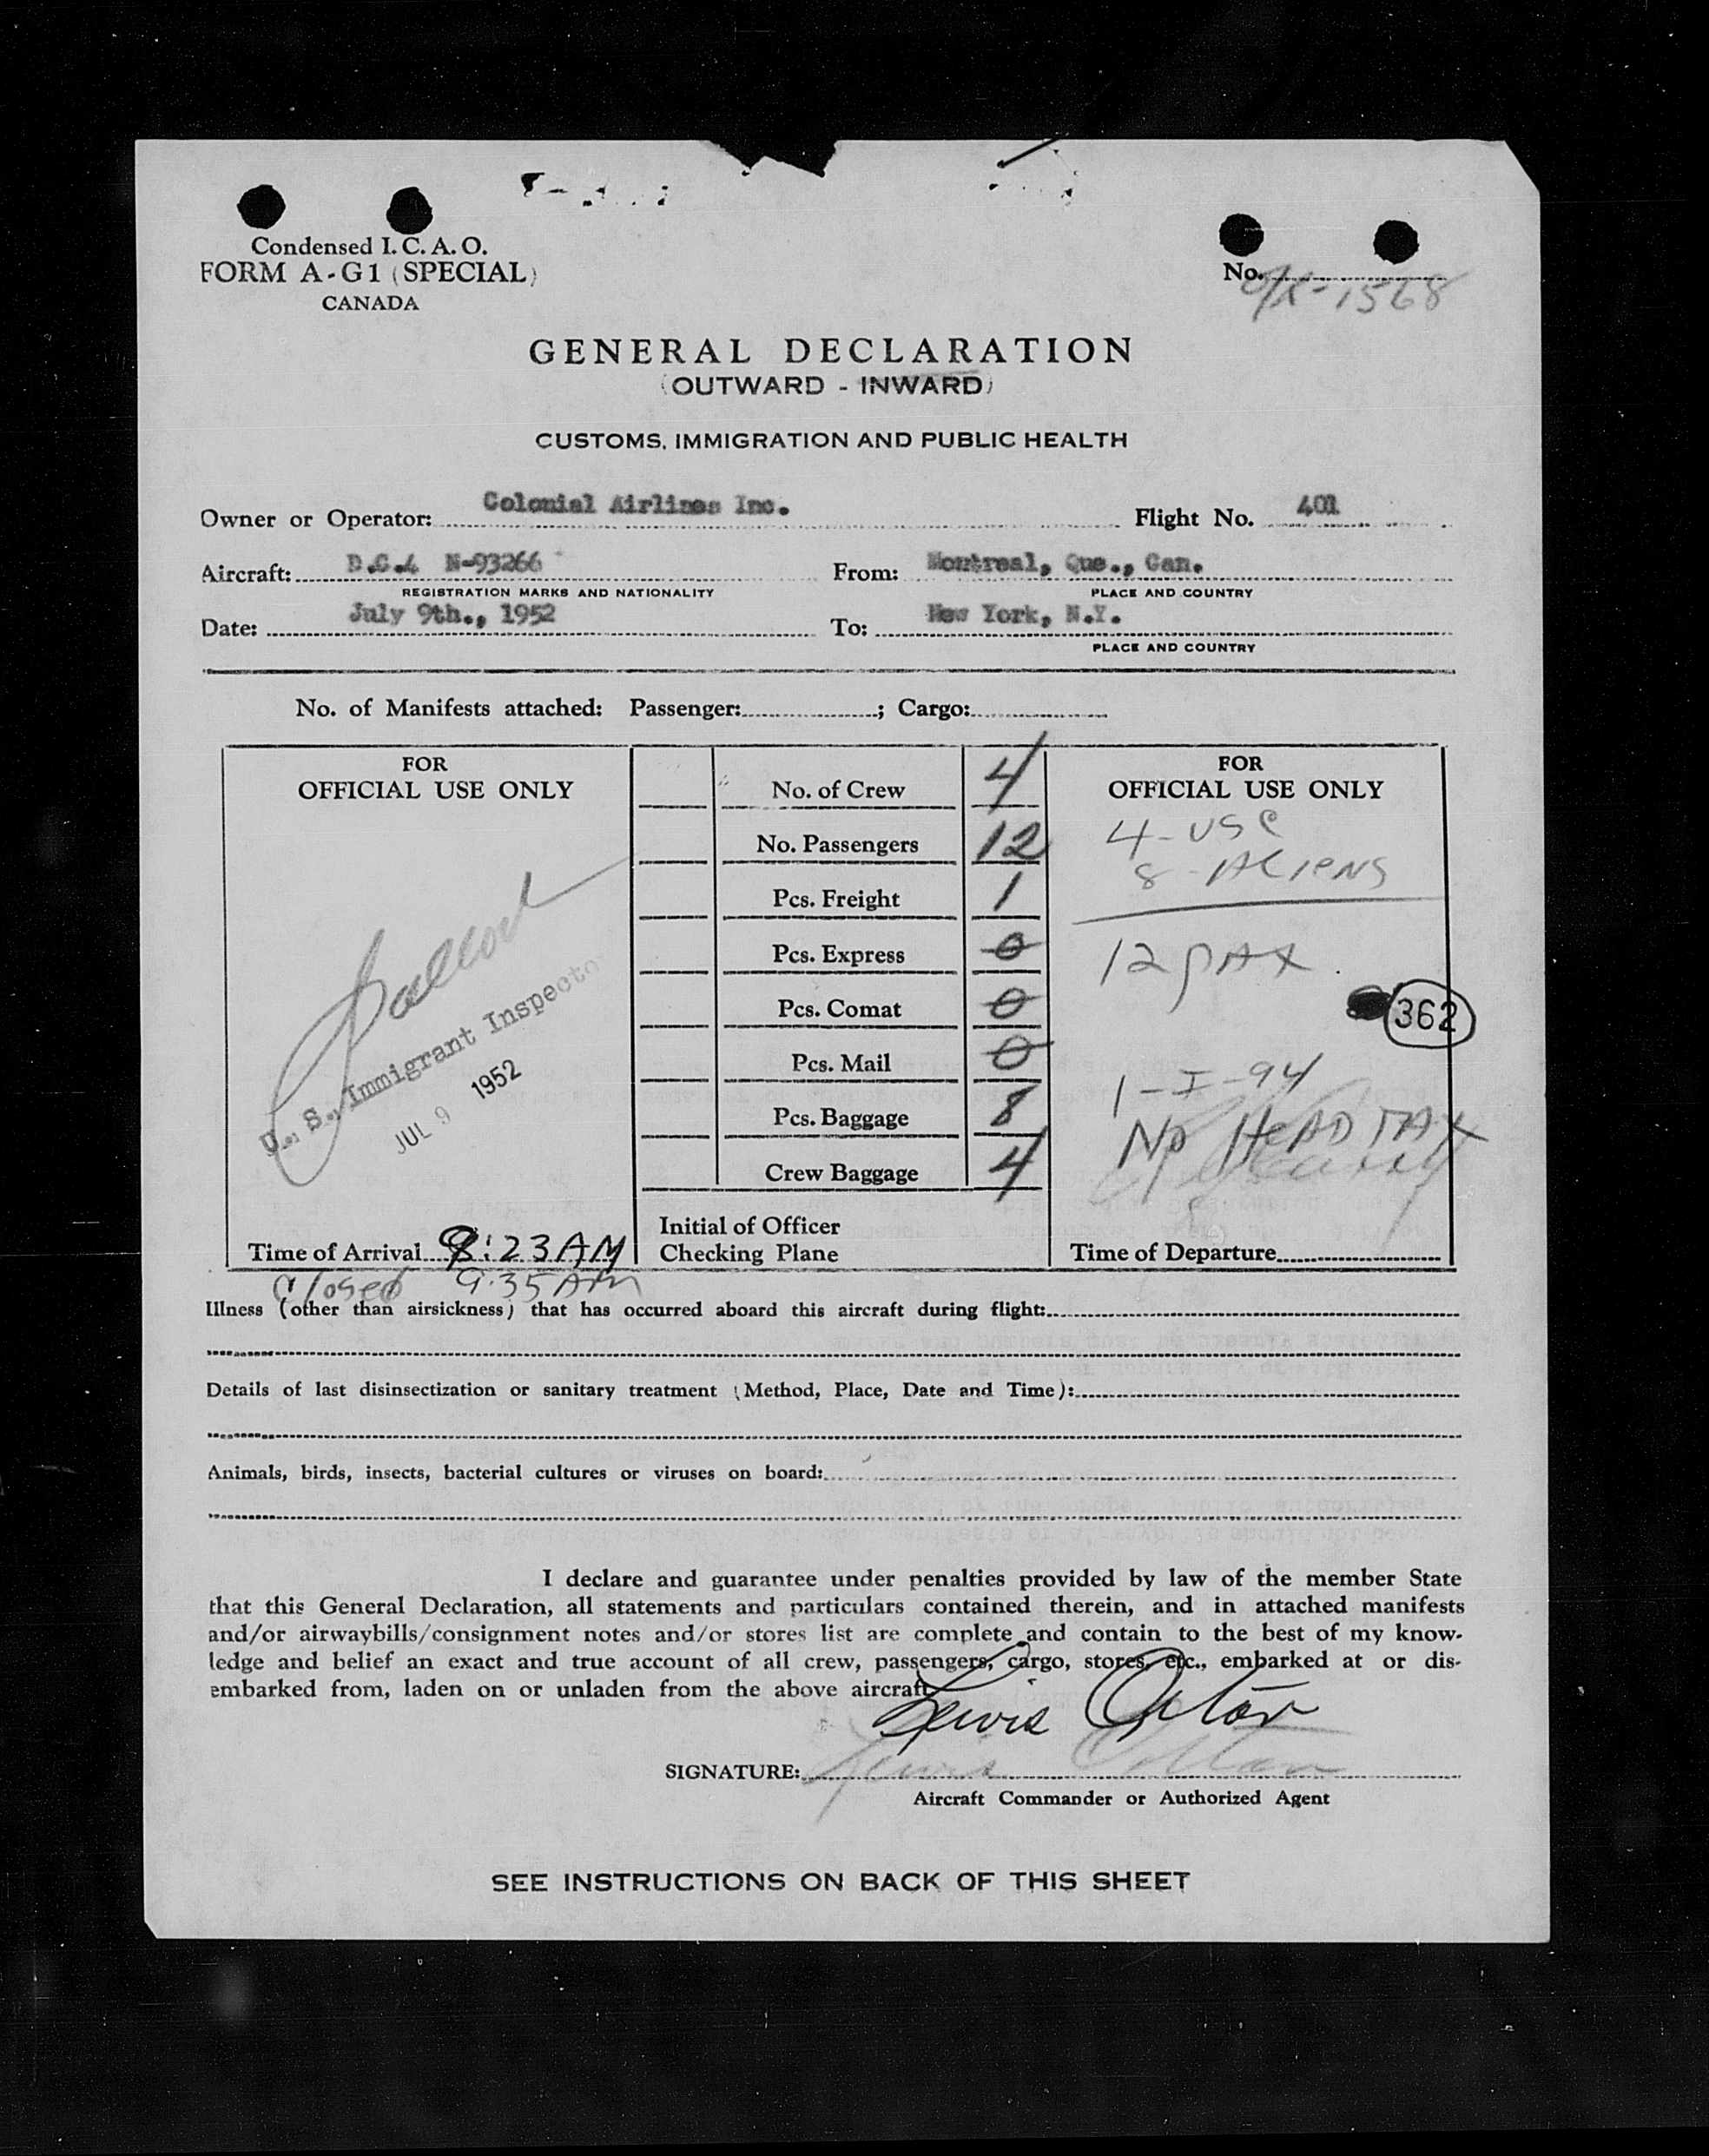 Condensed I.C.A.O.
FORM A-G1 (SPECIAL)
CANADA
No. -1568
GENERAL DECLARATION
(OUTWARD - INWARD)
CUSTOMS, IMMIGRATION AND PUBLIC HEALTH
Owner or Operator: Colonial Airlines Inc. Flight No. 401
Aircraft: D.C.4 N-93266 From: Montreal, Que., Can.
REGISTRATION MARKS AND NATIONALITY PLACE AND COUNTRY
Date: July 9th., 1952 To: New York, N.Y.
PLACE AND COUNTRY
No. of Manifests attached: Passenger: ; Cargo:
FOR
OFFICIAL USE ONLY
U. S. Immigrant Inspector
JUL 9 1952
Time of Arrival 9:23 AM
Closed 9:35 AM
No. of Crew 4
No. Passengers 12
Pcs. Freight 1
Pcs. Express 0
Pcs. Comat 0
Pcs. Mail 0
Pcs. Baggage 8
Crew Baggage 4
Initial of Officer
Checking Plane
FOR
OFFICIAL USE ONLY
4-USC
8-ALIENS
12 PAX
362
1-I-94
No HEAD TAX
Time of Departure
Illness (other than airsickness) that has occurred aboard this aircraft during flight:
Details of last disinsectization or sanitary treatment (Method, Place, Date and Time):
Animals, birds, insects, bacterial cultures or viruses on board:
I declare and guarantee under penalties provided by law of the member State
that this General Declaration, all statements and particulars contained therein, and in attached manifests
and/or airwaybills/consignment notes and/or stores list are complete and contain to the best of my know-
ledge and belief an exact and true account of all crew, passengers, cargo, stores, etc., embarked at or dis-
embarked from, laden on or unladen from the above aircraft.
Lewis
SIGNATURE: Lewis
Aircraft Commander or Authorized Agent
SEE INSTRUCTIONS ON BACK OF THIS SHEET